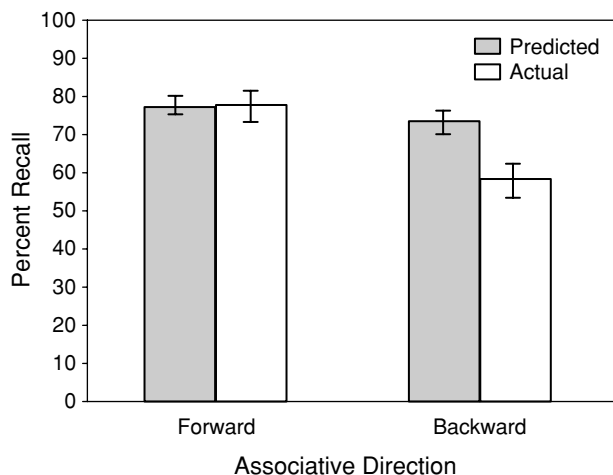 100
90
80
70
60
50
40
30
20
10
0
Percent Recall
Predicted
Actual
Forward
Backward
Associative Direction